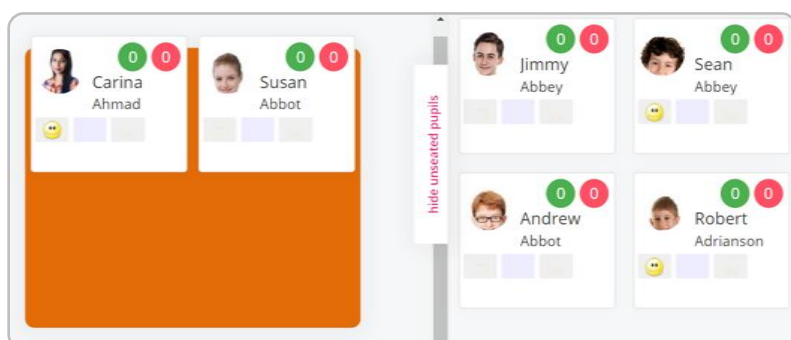 0 0
Carina
Ahmad
0 0
Susan
Abbot
hide unseated pupils
0 0
Jimmy
Abbey
0 0
Sean
Abbey
0 0
Andrew
Abbot
0 0
Robert
Adrianson